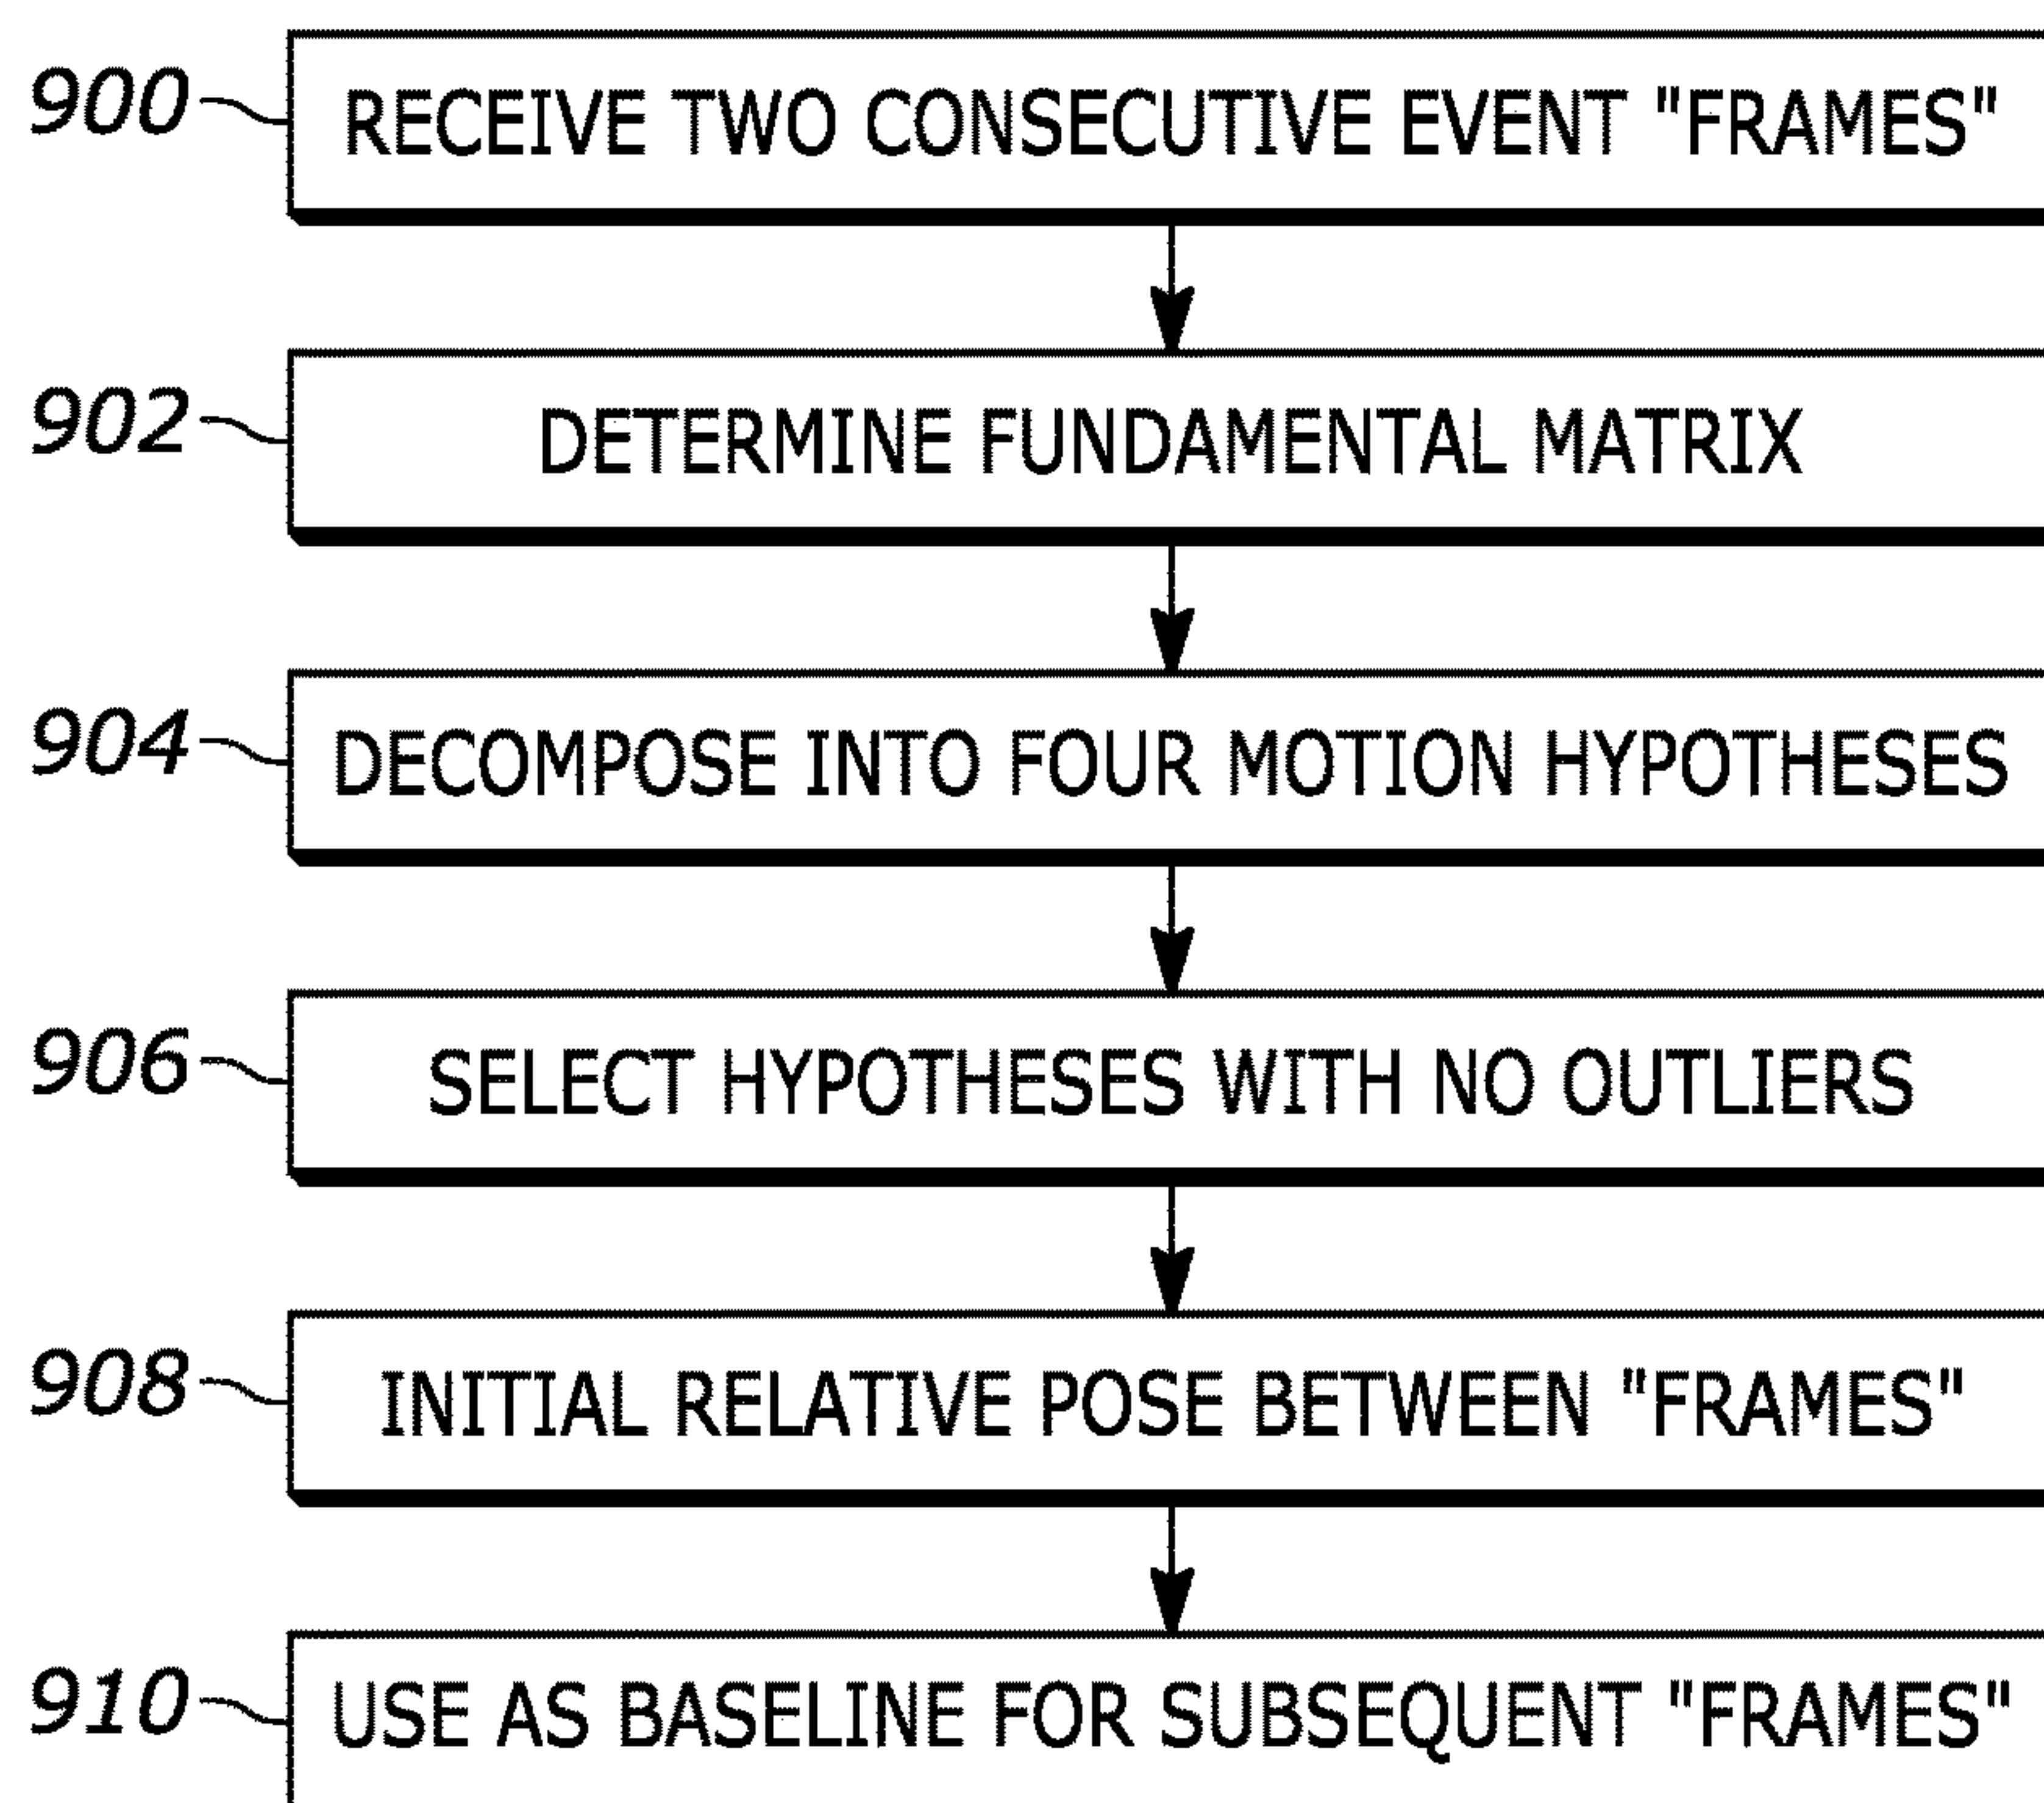 900 RECEIVE TWO CONSECUTIVE EVENT "FRAMES"
902 DETERMINE FUNDAMENTAL MATRIX
904 DECOMPOSE INTO FOUR MOTION HYPOTHESES
906 SELECT HYPOTHESES WITH NO OUTLIERS
908 INITIAL RELATIVE POSE BETWEEN "FRAMES"
910 USE AS BASELINE FOR SUBSEQUENT "FRAMES"